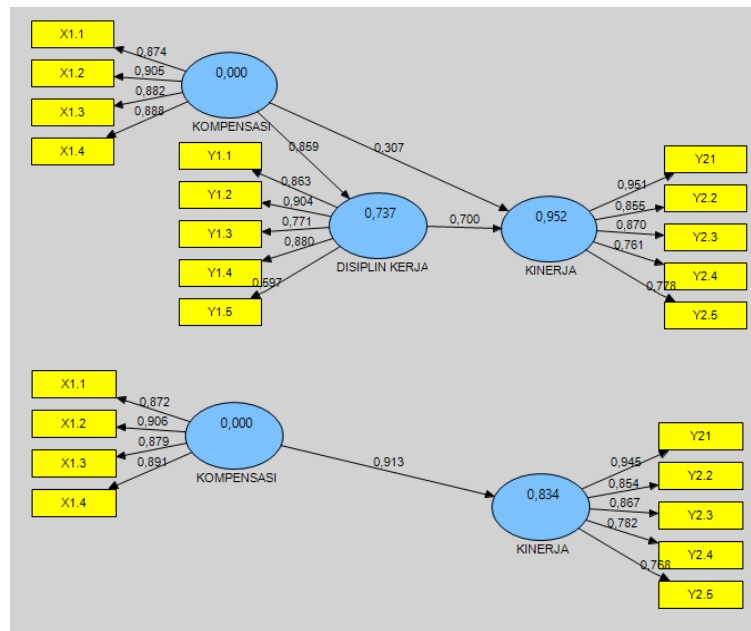 X1.1
0,874
X1.2
0,905
0,000
X1.3
0,882
0,888
X1.4
KOMPENSASI
0,859
0,307
Y1.1
0,863
Y1.2
0,904
Y1.3
0,771
0,737
0,700
0,952
Y1.4
0,880
DISIPLIN KERJA
KINERJA
Y1.5
0,597
Y21
0,951
Y2.2
0,855
Y2.3
0,870
Y2.4
0,761
Y2.5
0,778
X1.1
0,872
X1.2
0,906
0,000
X1.3
0,879
X1.4
0,891
KOMPENSASI
0,913
0,834
KINERJA
Y21
0,945
Y2.2
0,854
Y2.3
0,867
Y2.4
0,782
Y2.5
0,768